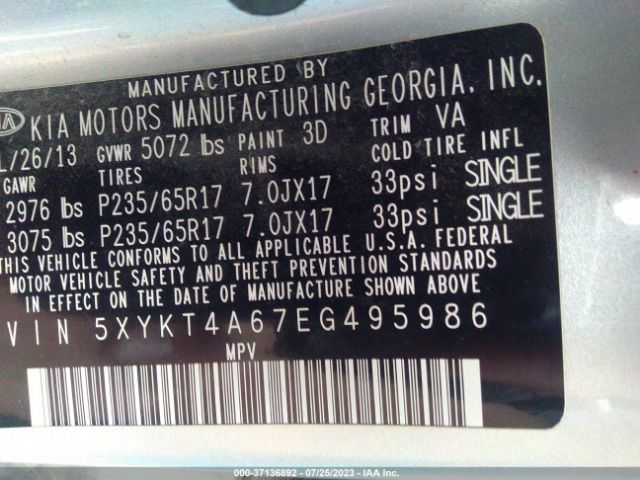 MANUFACTURED BY
KIA MOTORS MANUFACTURING GEORGIA, INC.
/26/13 GVWR 5072 lbs PAINT 3D TRIM VA
GAWR TIRES RIMS COLD TIRE INFL
2976 lbs P235/65R17 7.0JX17 33psi SINGLE
3075 lbs P235/65R17 7.0JX17 33psi SINGLE
THIS VEHICLE CONFORMS TO ALL APPLICABLE U.S.A. FEDERAL
MOTOR VEHICLE SAFETY AND THEFT PREVENTION STANDARDS
IN EFFECT ON THE DATE OF MANUFACTURE SHOWN ABOVE.
VIN 5XYKT4A67EG495986
MPV
000-37136892 / 07/25/2023 - IAA Inc.